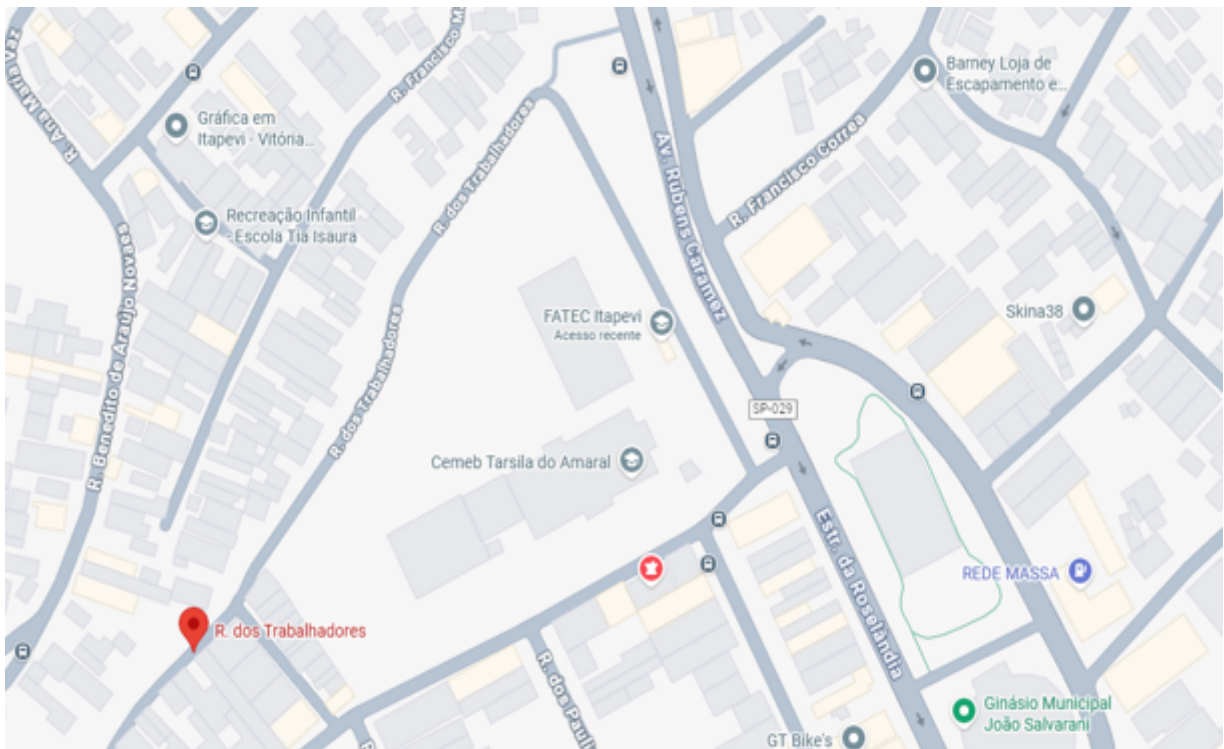 R. Ana Maria Vaz
R. Francisco M
Gráfica em
Itapevi - Vitória...
Recreação Infantil
- Escola Tia Isaura
R. dos Trabalhadores
Barney Loja de
Escapamento e...
Av. Rubens Caramez
R. Francisco Correa
R. Benedito de Araújo Novaes
R. dos Trabalhadores
FATEC Itapevi
Acesso recente
Skina38
SP-029
Cemeb Tarsila do Amaral
Estr. da Roselândia
REDE MASSA
R. dos Trabalhadores
R. dos Pauli
Ginásio Municipal
João Salvarani
GT Bike's